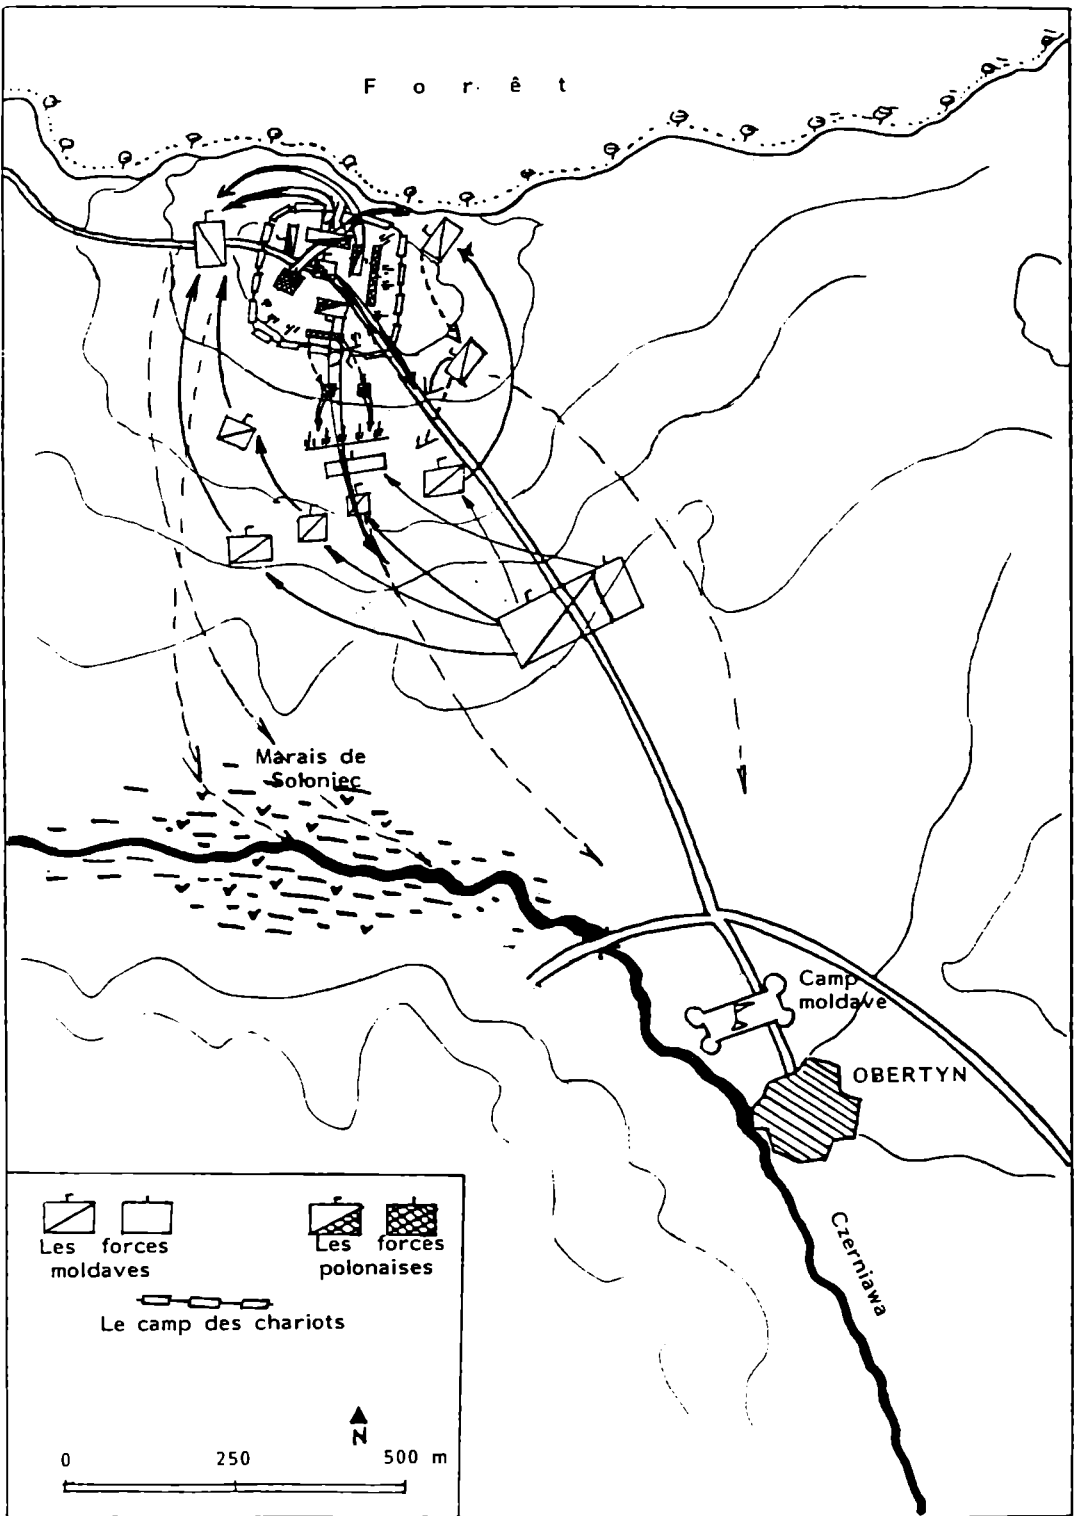 F o r ê t
Marais de
Soloniec
Camp
moldave
OBERTYN
Czerniawa
Les forces
moldaves
Les forces
polonaises
Le camp des chariots
N
0 250 500 m